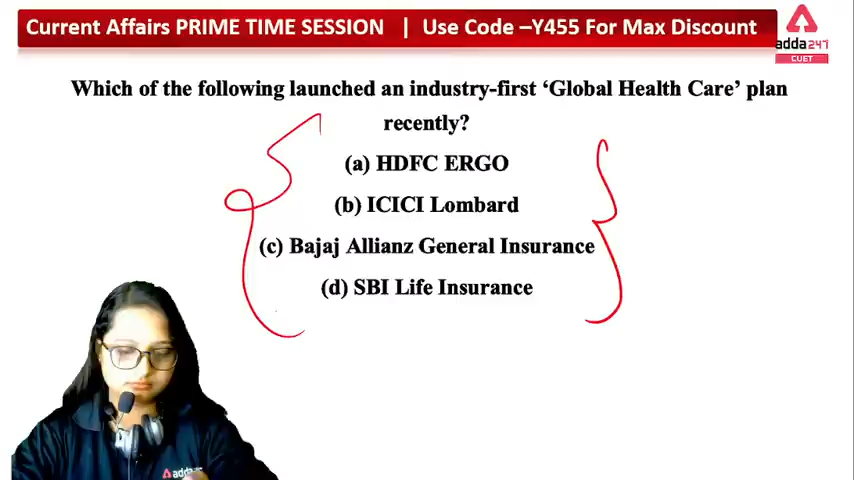 Current Affairs PRIME TIME SESSION | Use Code –Y455 For Max Discount
adda247
CUET
Which of the following launched an industry-first ‘Global Health Care’ plan
recently?
(a) HDFC ERGO
(b) ICICI Lombard
(c) Bajaj Allianz General Insurance
(d) SBI Life Insurance